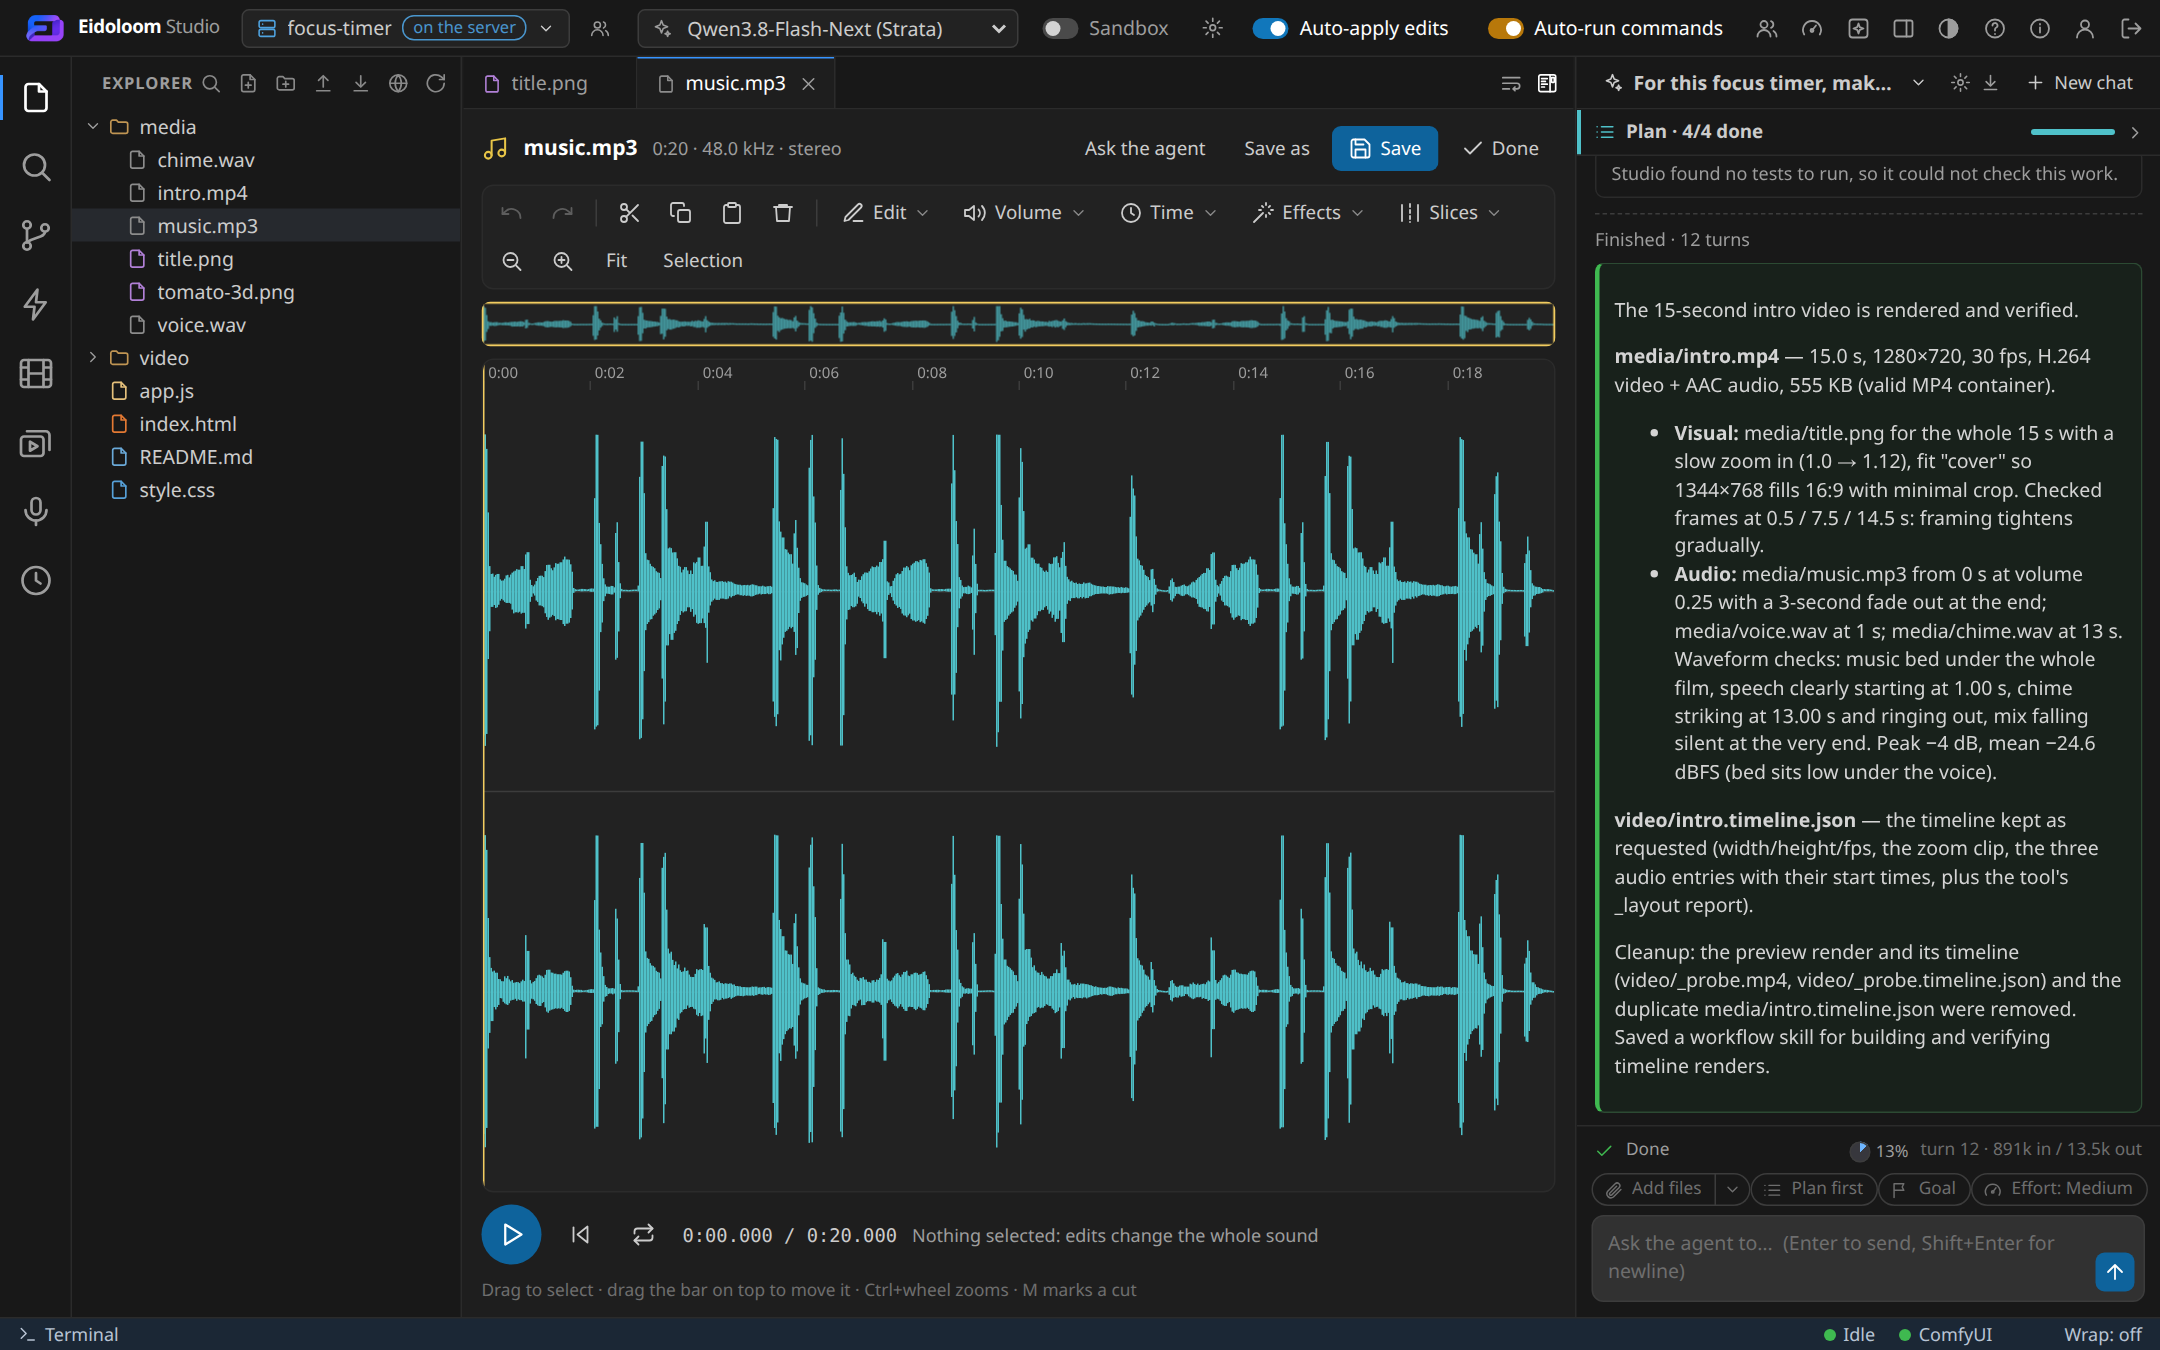 Eidoloom Studio
focus-timer on the server
Qwen3.8-Flash-Next (Strata)
Sandbox
Auto-apply edits
Auto-run commands
EXPLORER
media
chime.wav
intro.mp4
music.mp3
title.png
tomato-3d.png
voice.wav
video
app.js
index.html
README.md
style.css
title.png
music.mp3
music.mp3 0:20 · 48.0 kHz · stereo
Ask the agent
Save as
Save
Done
Edit
Volume
Time
Effects
Slices
Fit
Selection
0:00 0:02 0:04 0:06 0:08 0:10 0:12 0:14 0:16 0:18
0:00.000 / 0:20.000 Nothing selected: edits change the whole sound
Drag to select · drag the bar on top to move it · Ctrl+wheel zooms · M marks a cut
For this focus timer, mak...
New chat
Plan · 4/4 done
Studio found no tests to run, so it could not check this work.
Finished · 12 turns
The 15-second intro video is rendered and verified.
media/intro.mp4 — 15.0 s, 1280×720, 30 fps, H.264
video + AAC audio, 555 KB (valid MP4 container).
• Visual: media/title.png for the whole 15 s with a
slow zoom in (1.0 → 1.12), fit "cover" so
1344×768 fills 16:9 with minimal crop. Checked
frames at 0.5 / 7.5 / 14.5 s: framing tightens
gradually.
• Audio: media/music.mp3 from 0 s at volume
0.25 with a 3-second fade out at the end;
media/voice.wav at 1 s; media/chime.wav at 13 s.
Waveform checks: music bed under the whole
film, speech clearly starting at 1.00 s, chime
striking at 13.00 s and ringing out, mix falling
silent at the very end. Peak −4 dB, mean −24.6
dBFS (bed sits low under the voice).
video/intro.timeline.json — the timeline kept as
requested (width/height/fps, the zoom clip, the three
audio entries with their start times, plus the tool's
_layout report).
Cleanup: the preview render and its timeline
(video/_probe.mp4, video/_probe.timeline.json) and the
duplicate media/intro.timeline.json were removed.
Saved a workflow skill for building and verifying
timeline renders.
Done
13% turn 12 · 891k in / 13.5k out
Add files
Plan first
Goal
Effort: Medium
Ask the agent to... (Enter to send, Shift+Enter for
newline)
Terminal
Idle
ComfyUI
Wrap: off